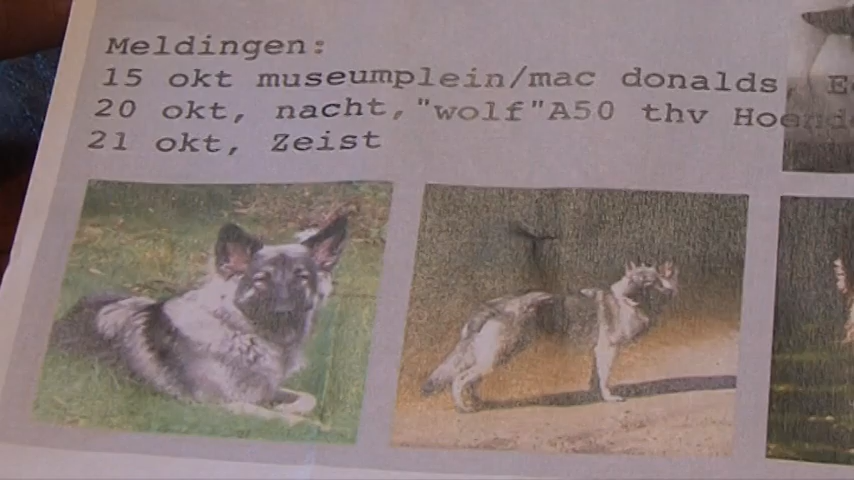 Meldingen:
15 okt museumplein/mac donalds,
20 okt, nacht,"wolf"A50 thv
21 okt, Zeist